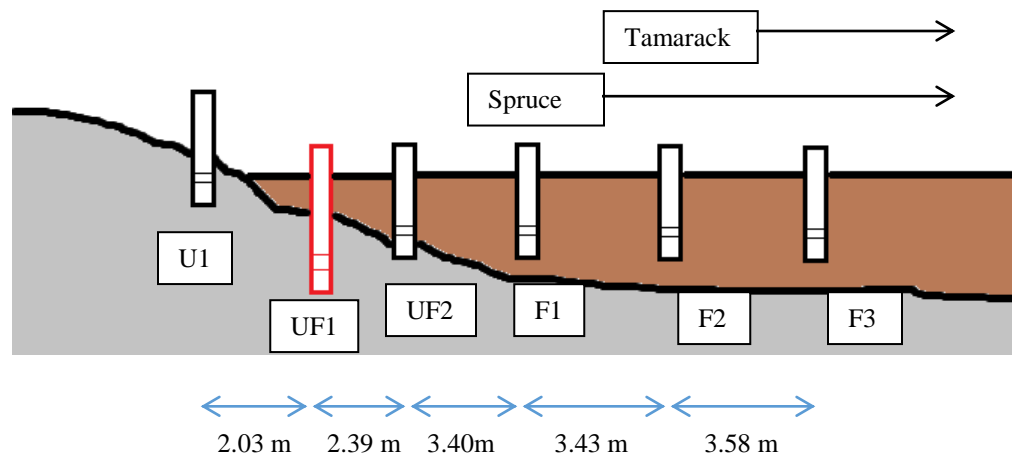 Tamarack
Spruce
U1
UF1
UF2
F1
F2
F3
2.03 m
2.39 m
3.40m
3.43 m
3.58 m